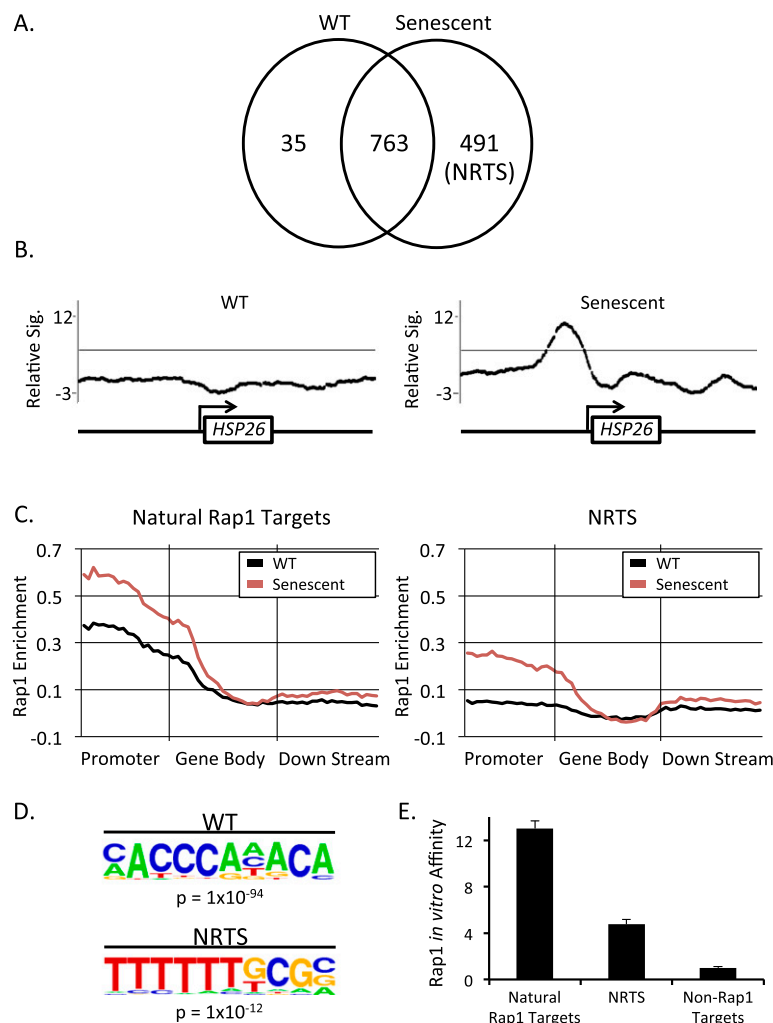 A.
WT
Senescent
35
763
491
(NRTS)
B.
WT
Relative Sig.
12
-3
HSP26
Senescent
Relative Sig.
12
-3
HSP26
C.
Natural Rap1 Targets
Rap1 Enrichment
0.7
0.5
0.3
0.1
-0.1
WT
Senescent
Promoter
Gene Body
Down Stream
NRTS
Rap1 Enrichment
0.7
0.5
0.3
0.1
-0.1
WT
Senescent
Promoter
Gene Body
Down Stream
D.
WT
CACCCAAACA
p = 1x10-94
NRTS
TTTTTTGCGC
p = 1x10-12
E.
Rap1 in vitro Affinity
12
8
4
0
Natural
Rap1 Targets
NRTS
Non-Rap1
Targets